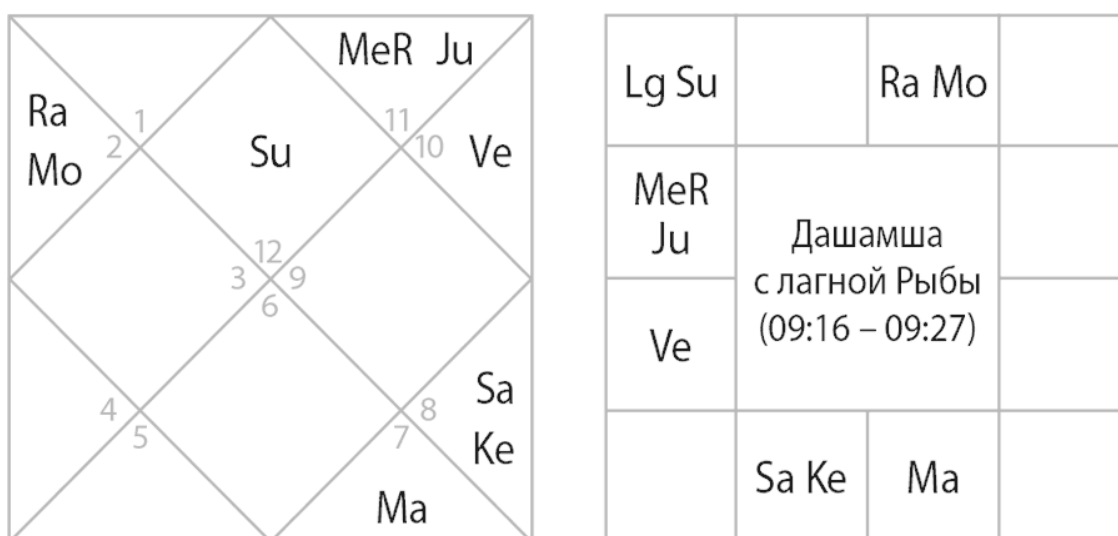 MeR Ju
Ra
Mo
1
2
Su
11
10
Ve
12
3
9
6
4
5
8
7
Sa
Ke
Ma
Lg Su
Ra Mo
MeR
Ju
Дашамша
с лагной Рыбы
(09:16 – 09:27)
Ve
Sa Ke
Ma